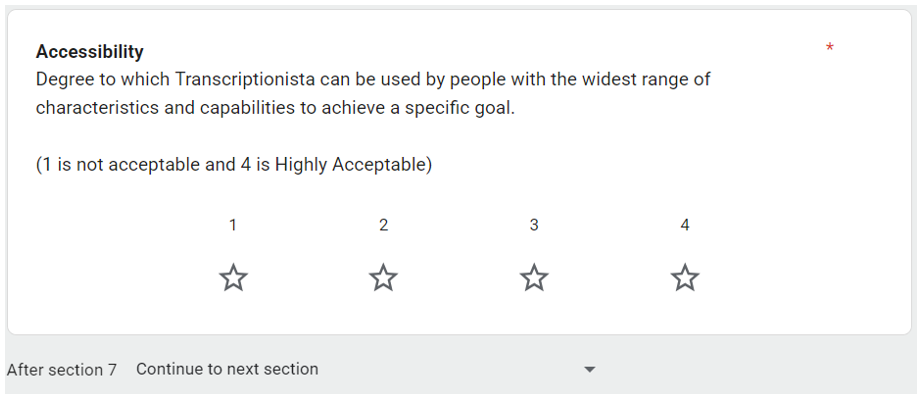 Accessibility *
Degree to which Transcriptionista can be used by people with the widest range of
characteristics and capabilities to achieve a specific goal.
(1 is not acceptable and 4 is Highly Acceptable)
1 2 3 4
After section 7 Continue to next section